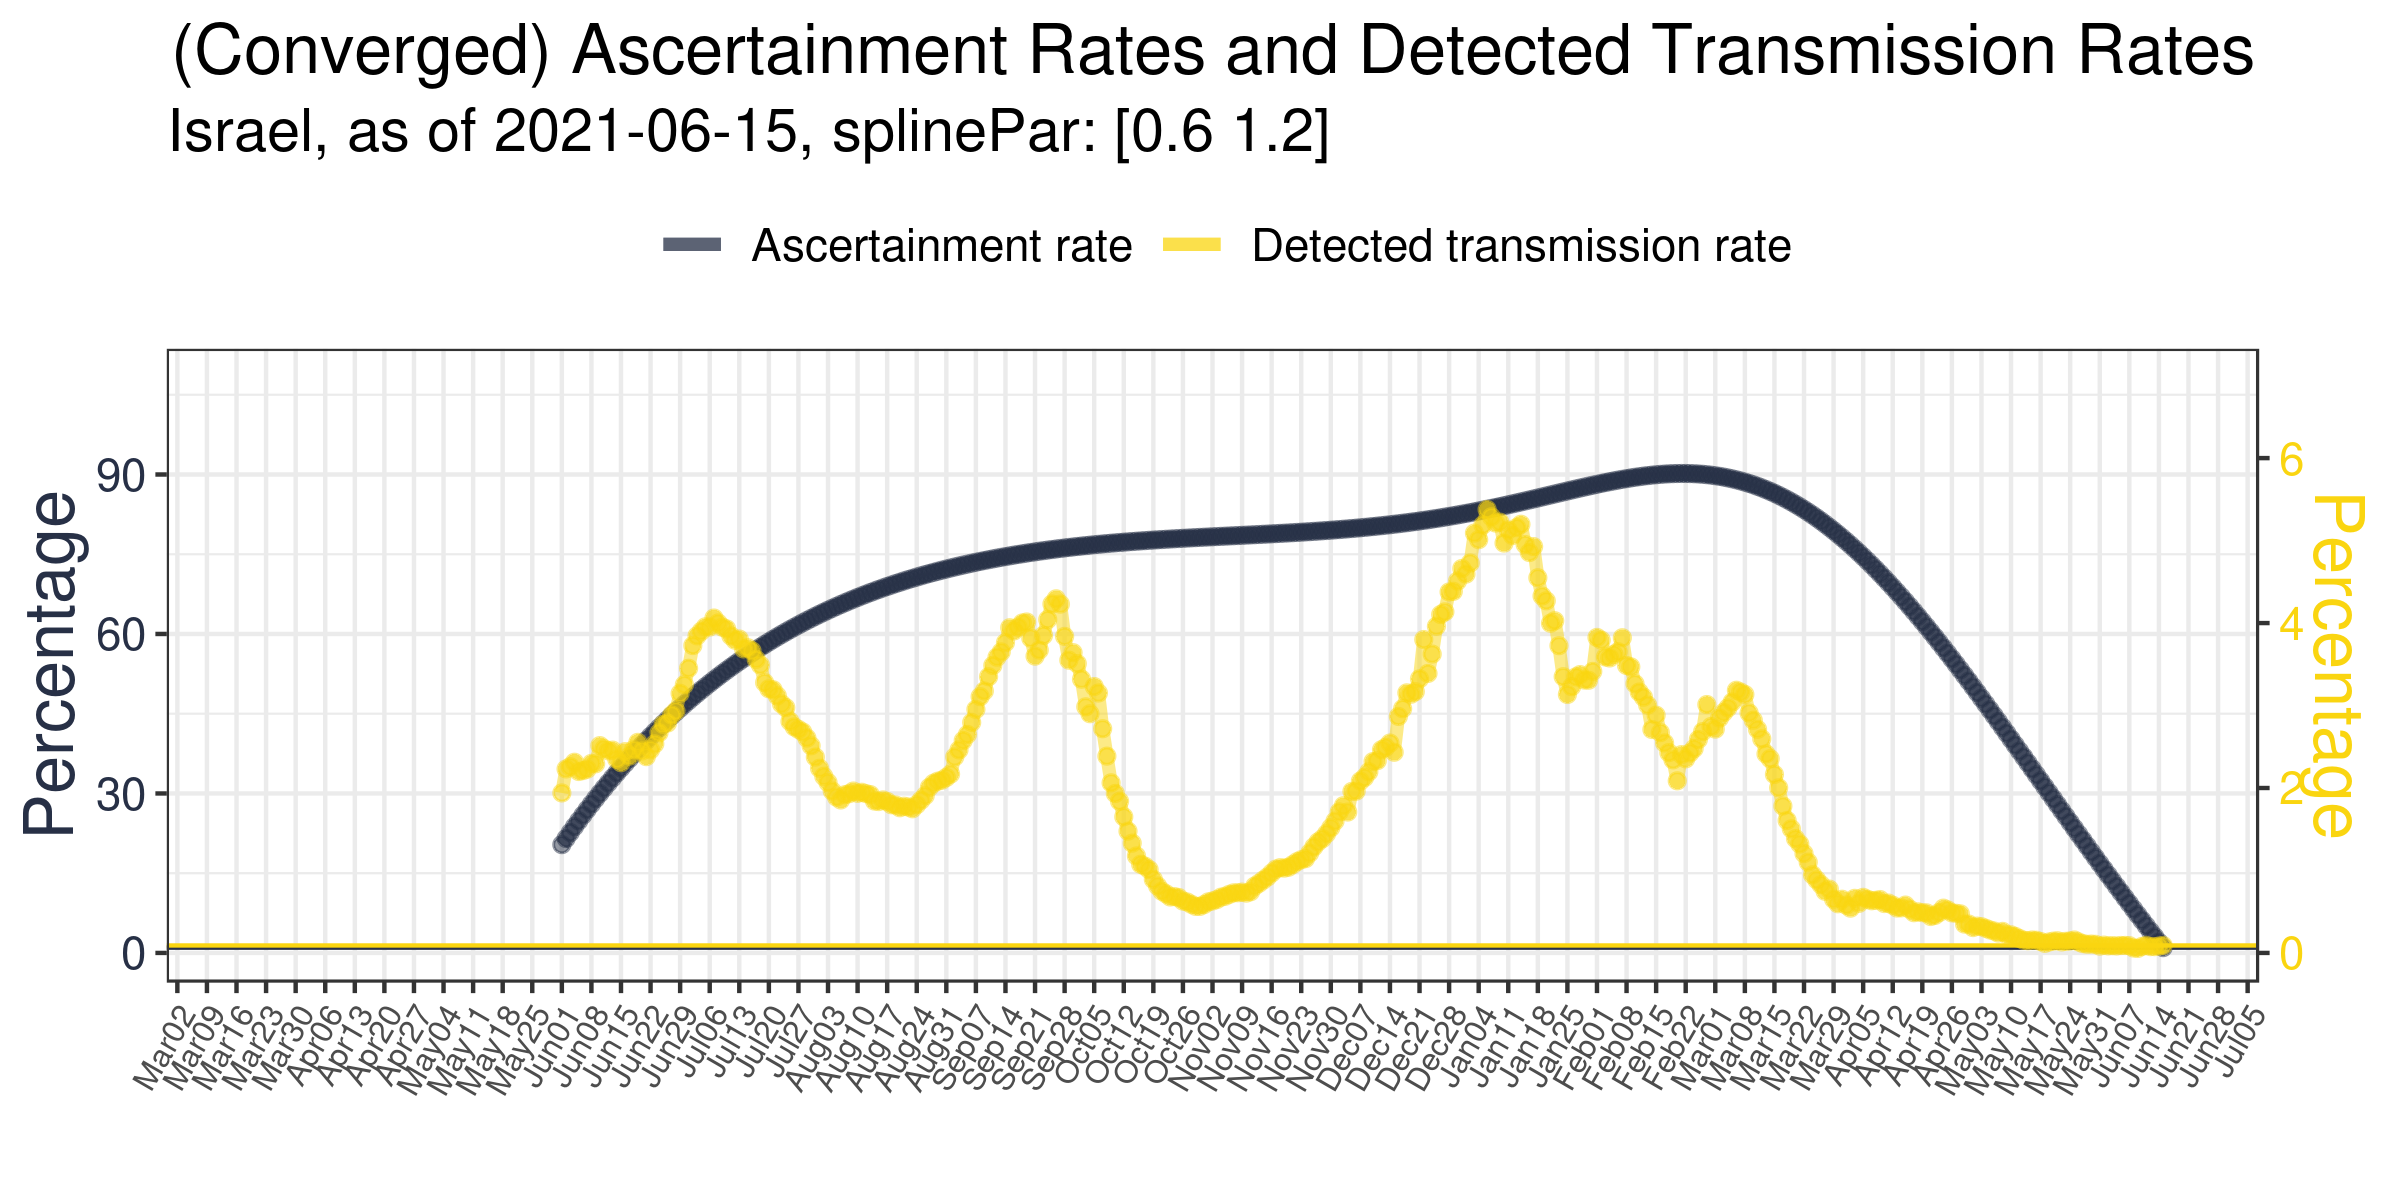 (Converged) Ascertainment Rates and Detected Transmission Rates
Israel, as of 2021-06-15, splinePar: [0.6 1.2]
Ascertainment rate
Detected transmission rate
Percentage
90
60
30
0
6
4
2
0
Percentage
Mar02
Mar09
Mar16
Mar23
Mar30
Apr06
Apr13
Apr20
Apr27
May04
May11
May18
May25
Jun01
Jun08
Jun15
Jun22
Jun29
Jul06
Jul13
Jul20
Jul27
Aug03
Aug10
Aug17
Aug24
Aug31
Sep07
Sep14
Sep21
Sep28
Oct05
Oct12
Oct19
Oct26
Nov02
Nov09
Nov16
Nov23
Nov30
Dec07
Dec14
Dec21
Dec28
Jan04
Jan11
Jan18
Jan25
Feb01
Feb08
Feb15
Feb22
Mar01
Mar08
Mar15
Mar22
Mar29
Apr05
Apr12
Apr19
Apr26
May03
May10
May17
May24
May31
Jun07
Jun14
Jun21
Jun28
Jul05